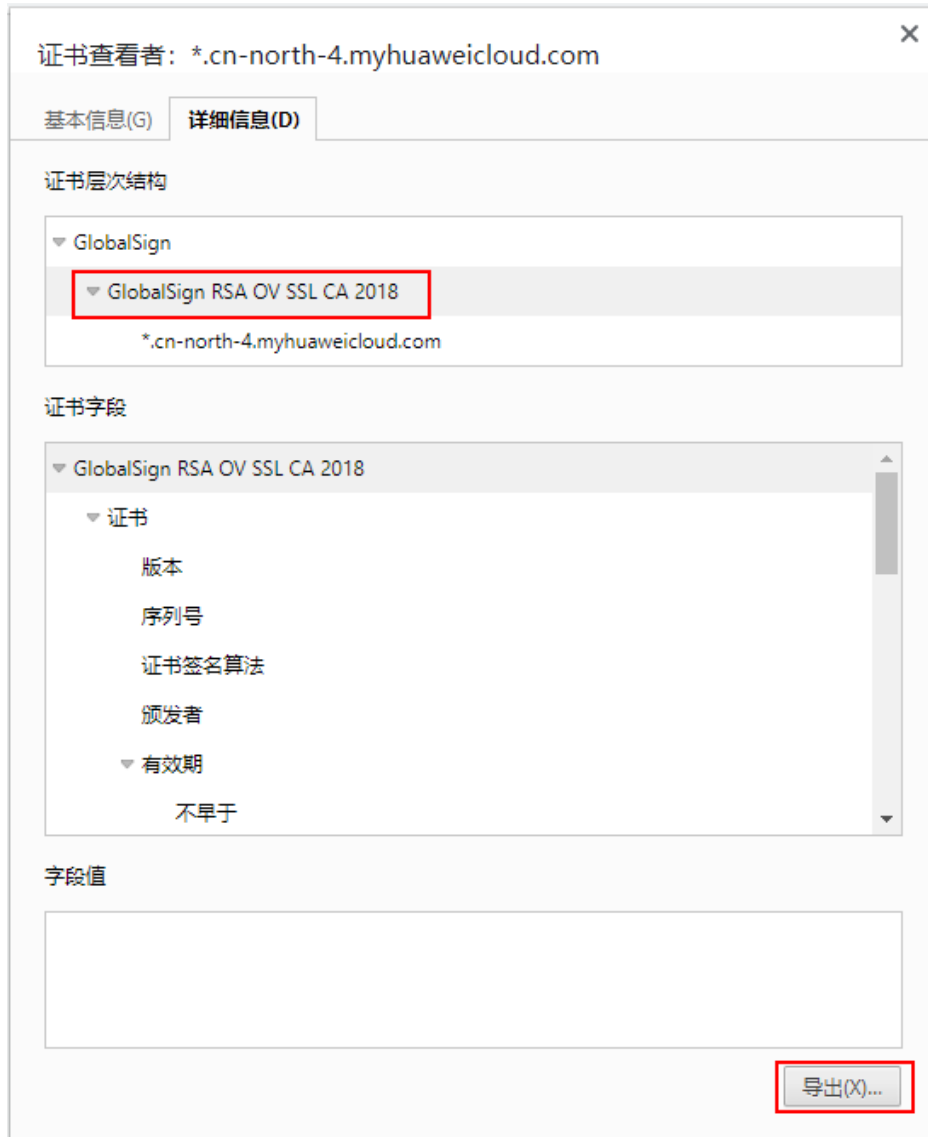 证书查看者：*.cn-north-4.myhuaweicloud.com
基本信息(G) 详细信息(D)
证书层次结构
GlobalSign
GlobalSign RSA OV SSL CA 2018
*.cn-north-4.myhuaweicloud.com
证书字段
GlobalSign RSA OV SSL CA 2018
证书
版本
序列号
证书签名算法
颁发者
有效期
不早于
字段值
导出(X)...